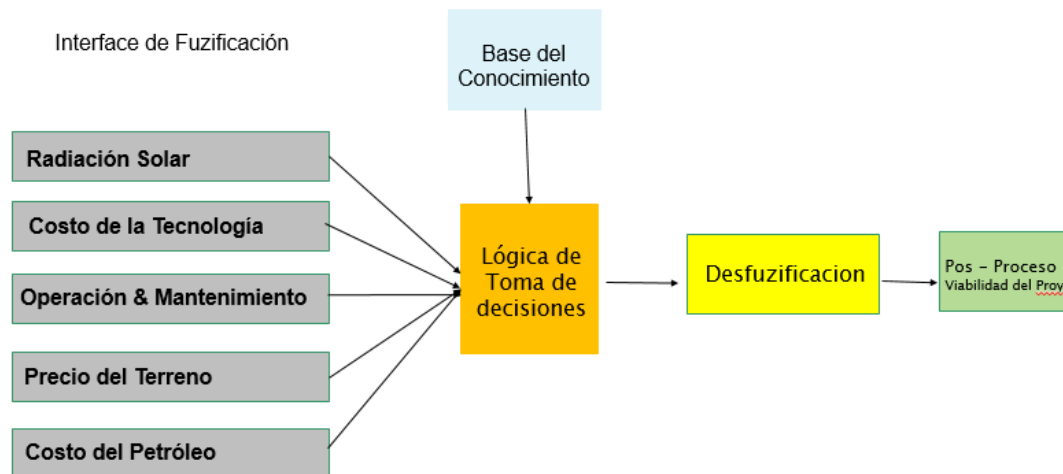 Interface de Fuzificación
Base del
Conocimiento
Radiación Solar
Costo de la Tecnología
Operación & Mantenimiento
Precio del Terreno
Costo del Petróleo
Lógica de
Toma de
decisiones
Desfuzificacion
Pos – Proceso
Viabilidad del Proy